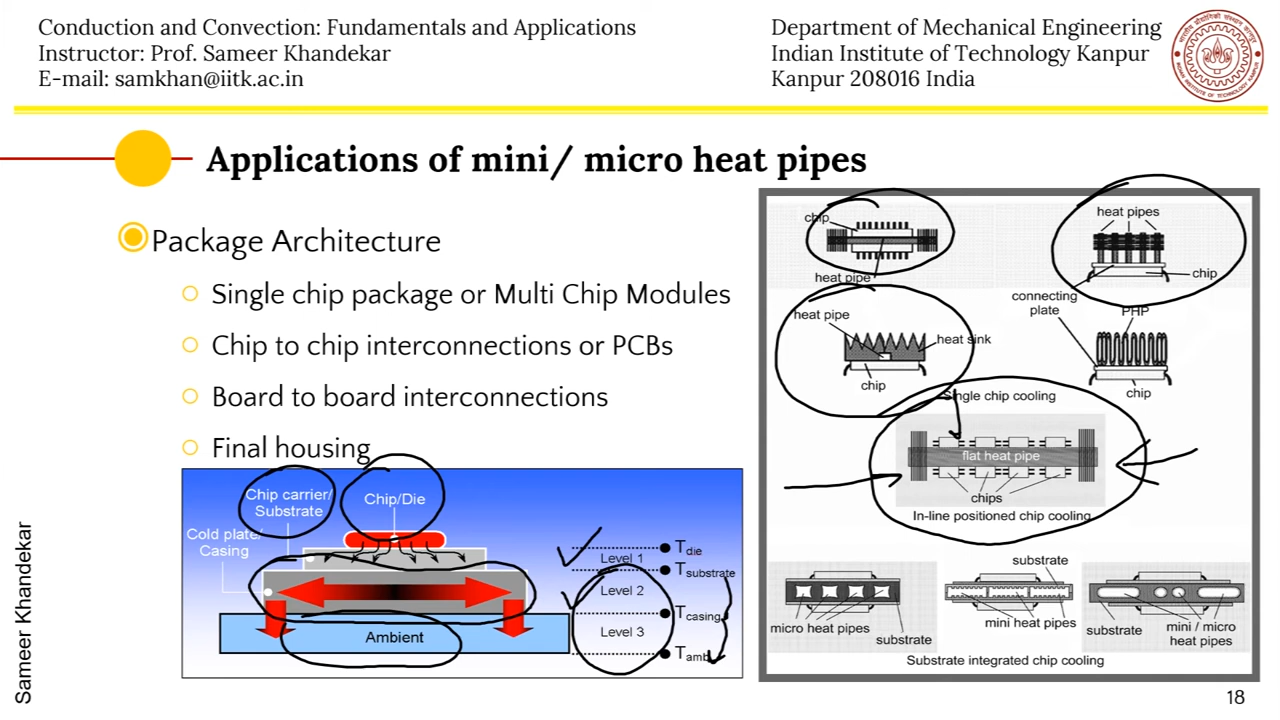 Conduction and Convection: Fundamentals and Applications
Instructor: Prof. Sameer Khandekar
E-mail: samkhan@iitk.ac.in
Department of Mechanical Engineering
Indian Institute of Technology Kanpur
Kanpur 208016 India
Applications of mini/ micro heat pipes
Package Architecture
Single chip package or Multi Chip Modules
Chip to chip interconnections or PCBs
Board to board interconnections
Final housing
Chip carrier/
Substrate
Chip/Die
Cold plate/
Casing
Ambient
Level 1
Level 2
Level 3
Tdie
Tsubstrate
Tcasing
Tamb
chip
heat pipe
heat pipes
chip
heat pipe
heat sink
chip
connecting
plate
PHP
chip
Single chip cooling
flat heat pipe
chips
In-line positioned chip cooling
micro heat pipes
substrate
substrate
mini heat pipes
substrate
mini / micro
heat pipes
Substrate integrated chip cooling
Sameer Khandekar
18